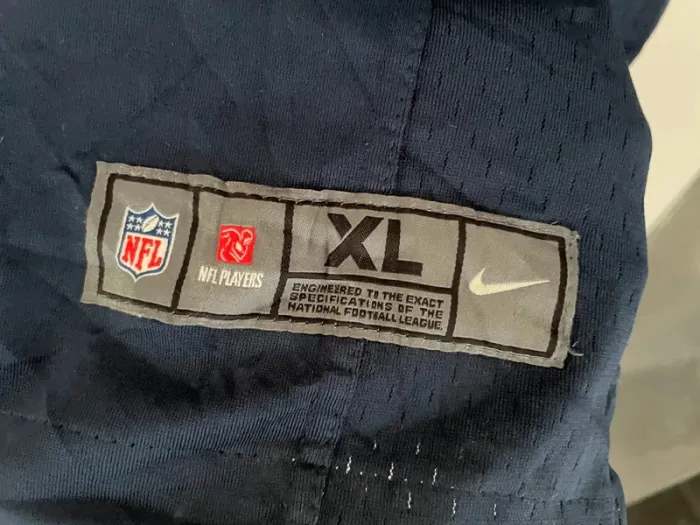 NFL
NFL PLAYERS
XL
ENGINEERED TO THE EXACT
SPECIFICATIONS OF THE
NATIONAL FOOTBALL LEAGUE.